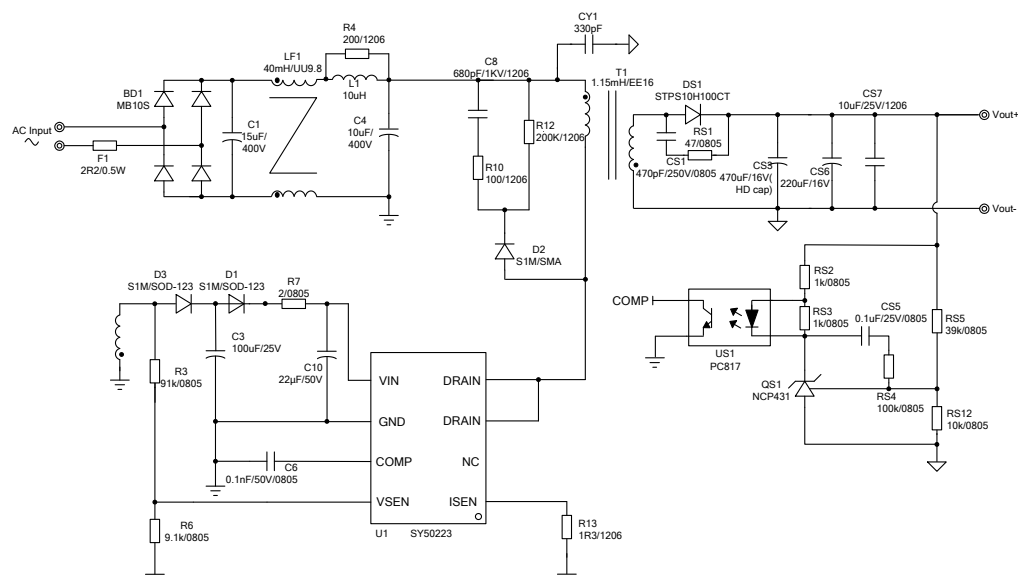 CY1
330pF
R4
200/1206
LF1
40mH/UU9.8
L1
10uH
C8
680pF/1KV/1206
T1
1.15mH/EE16
DS1
STPS10H100CT
CS7
10uF/25V/1206
Vout+
BD1
MB10S
AC Input
F1
2R2/0.5W
C1
15uF/
400V
C4
10uF/
400V
R12
200K/1206
R10
100/1206
RS1
47/0805
CS1
470pF/250V/0805
CS3
470uF/16V(
HD cap)
CS6
220uF/16V
Vout-
D2
S1M/SMA
D3
S1M/SOD-123
D1
S1M/SOD-123
R7
2/0805
C3
100uF/25V
C10
22µF/50V
R3
91k/0805
COMP
US1
PC817
RS2
1k/0805
RS3
1k/0805
CS5
0.1uF/25V/0805
RS5
39k/0805
QS1
NCP431
RS4
100k/0805
RS12
10k/0805
VIN
DRAIN
GND
DRAIN
COMP
NC
VSEN
ISEN
C6
0.1nF/50V/0805
R6
9.1k/0805
U1
SY50223
R13
1R3/1206